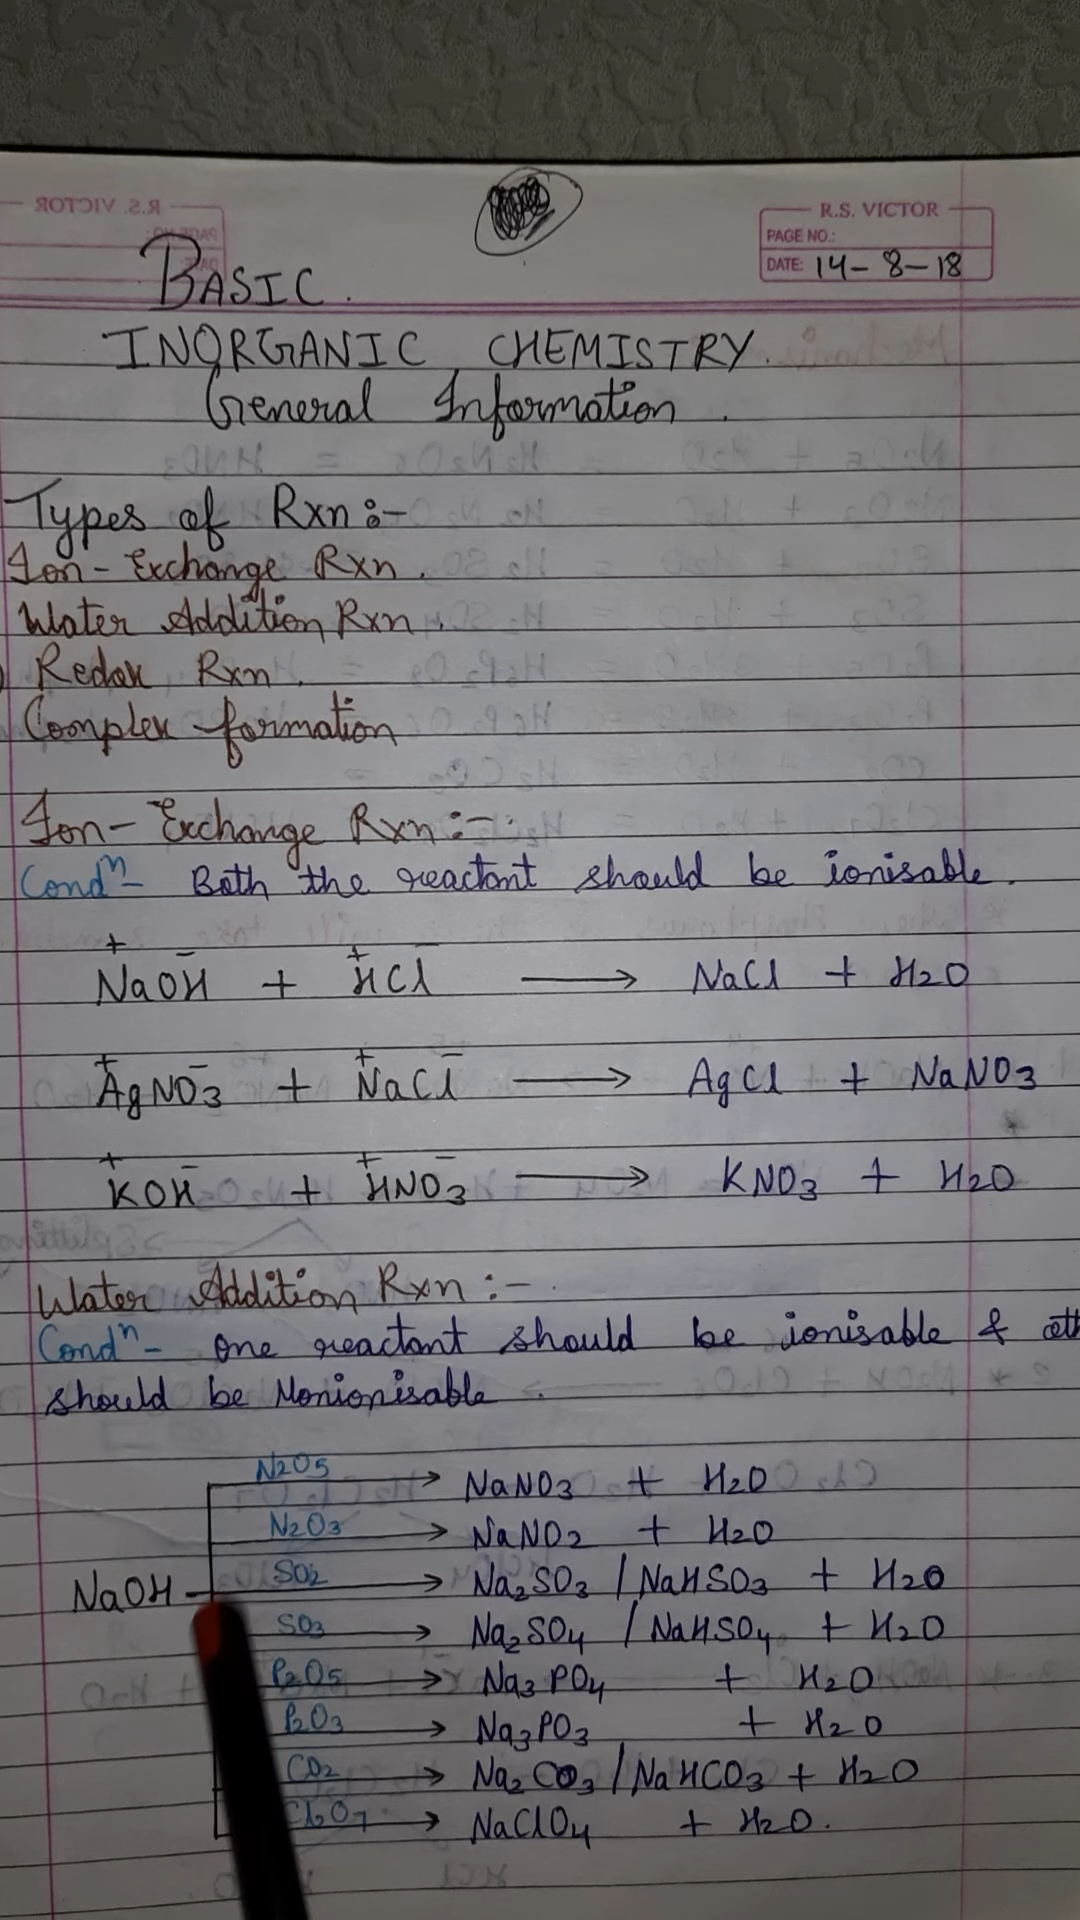 R.S. VICTOR
PAGE NO.:
DATE: 14-8-18
BASIC.
INORGANIC CHEMISTRY.
General Information.
Types of Rxn:-
Ion-Exchange Rxn.
Water Addition Rxn.
Redox Rxn.
Complex formation
Ion-Exchange Rxn:-
Condⁿ- Both the reactant should be ionisable.
+ - + -
NaOH + HCl → NaCl + H2O
+ - + -
AgNO3 + NaCl → AgCl + NaNO3
+ - + -
KOH + HNO3 → KNO3 + H2O
Water Addition Rxn:-
Condⁿ- One reactant should be ionisable & oth
should be Nonionisable.
N2O5 → NaNO3 + H2O
N2O3 → NaNO2 + H2O
NaOH SO2 → Na2SO3 / NaHSO3 + H2O
SO3 → Na2SO4 / NaHSO4 + H2O
P2O5 → Na3PO4 + H2O
P2O3 → Na3PO3 + H2O
CO2 → Na2CO3 / NaHCO3 + H2O
Cl2O7 → NaClO4 + H2O.